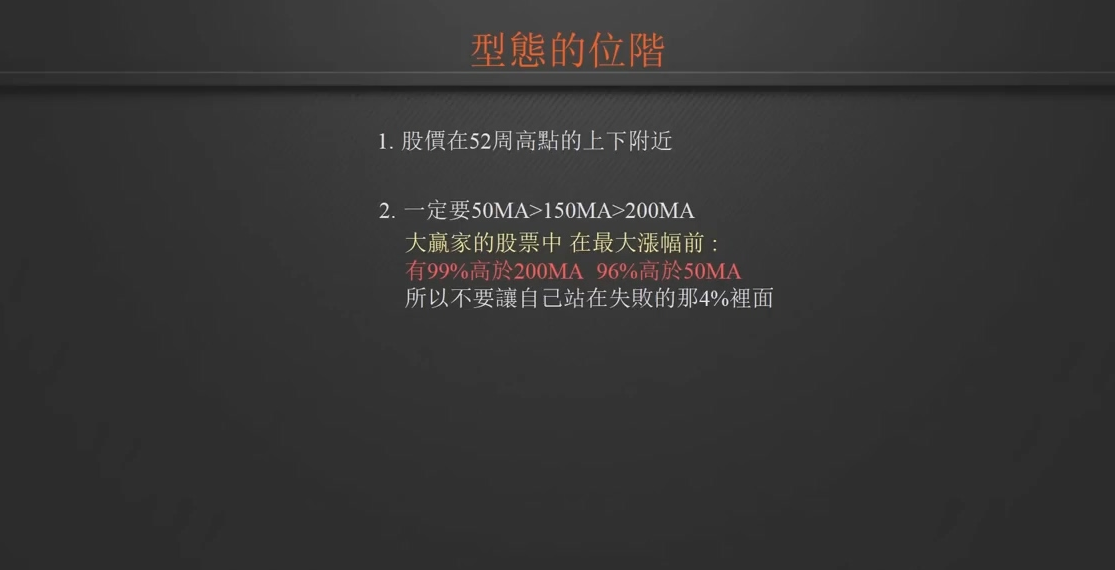 型態的位階
1. 股價在52周高點的上下附近
2. 一定要50MA>150MA>200MA
大贏家的股票中 在最大漲幅前 :
有99%高於200MA  96%高於50MA
所以不要讓自己站在失敗的那4%裡面